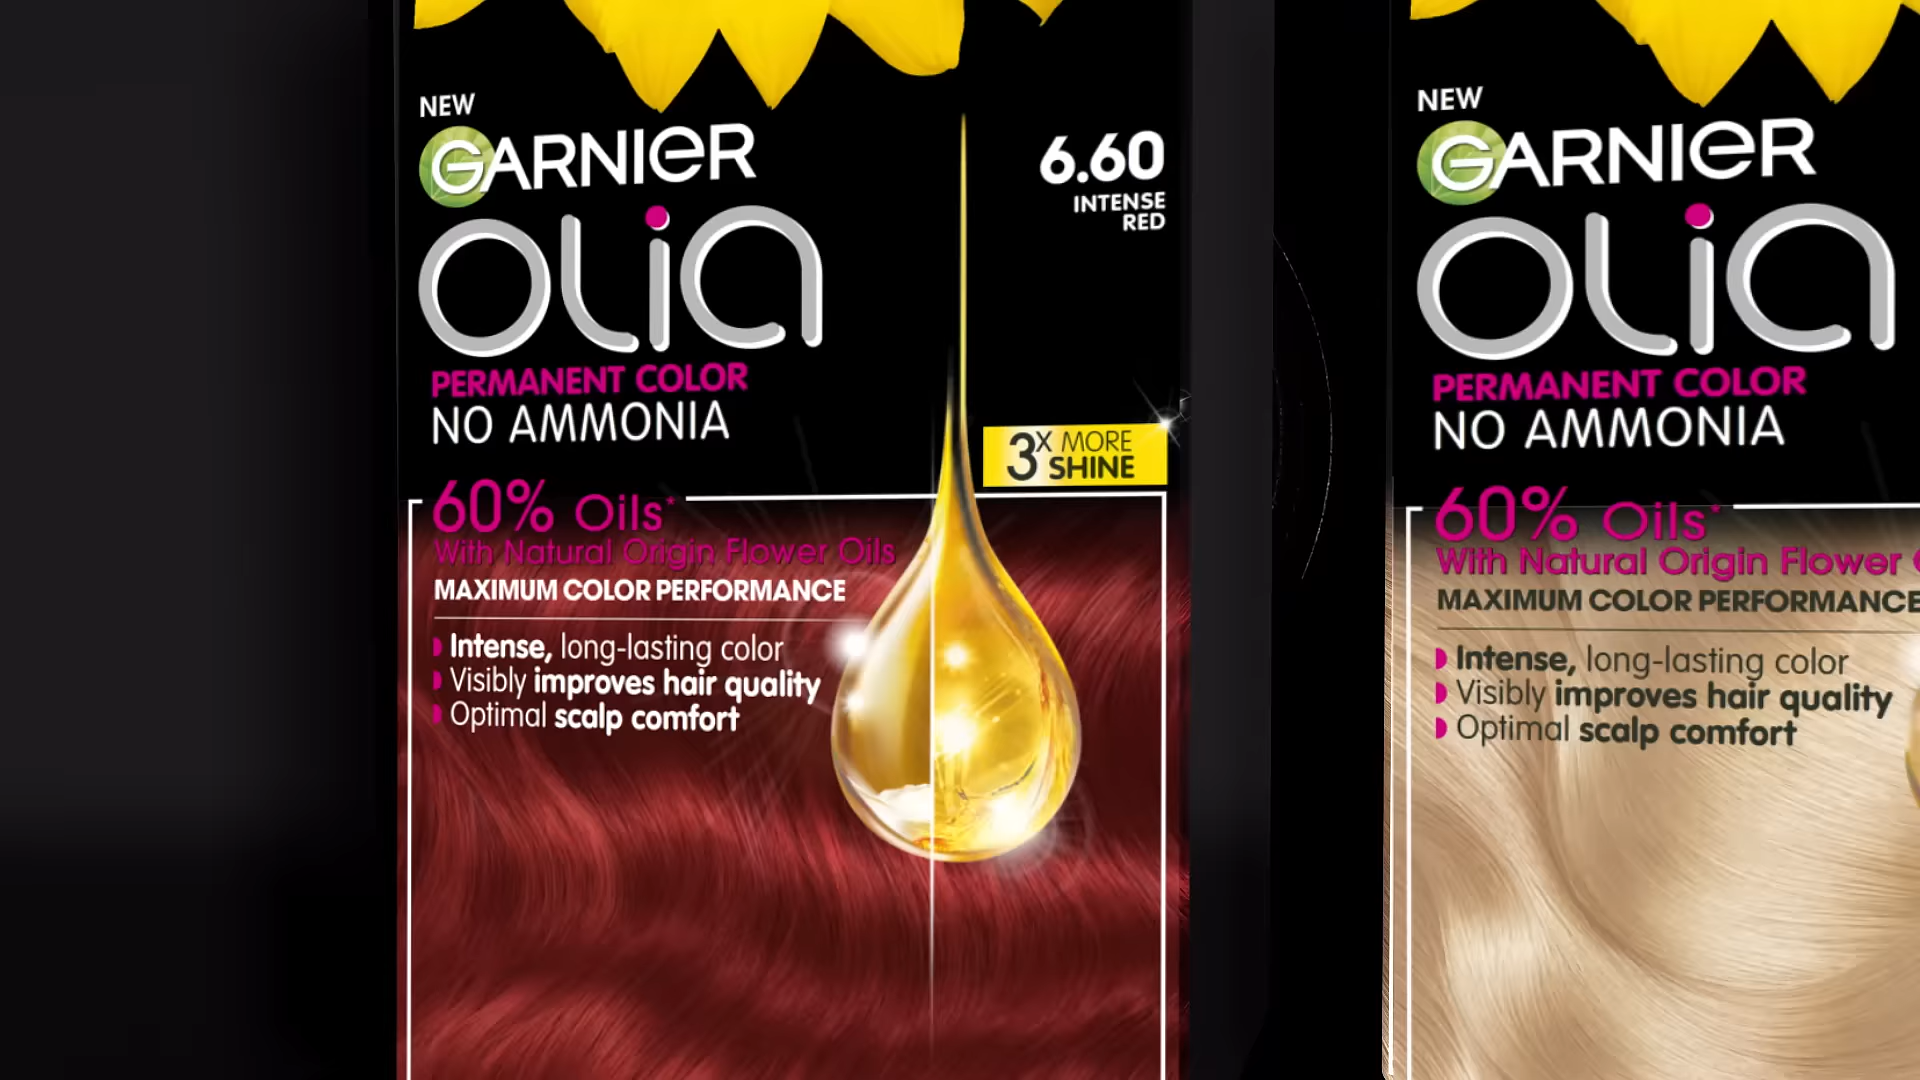 NEW
GARNIER
OLIA
PERMANENT COLOR
NO AMMONIA
6.60
INTENSE
RED
3X MORE
SHINE
60% Oils*
With Natural Origin Flower Oils
MAXIMUM COLOR PERFORMANCE
Intense, long-lasting color
Visibly improves hair quality
Optimal scalp comfort
NEW
GARNIER
OLIA
PERMANENT COLOR
NO AMMONIA
60% Oils*
With Natural Origin Flower
MAXIMUM COLOR PERFORMANCE
Intense, long-lasting color
Visibly improves hair quality
Optimal scalp comfort